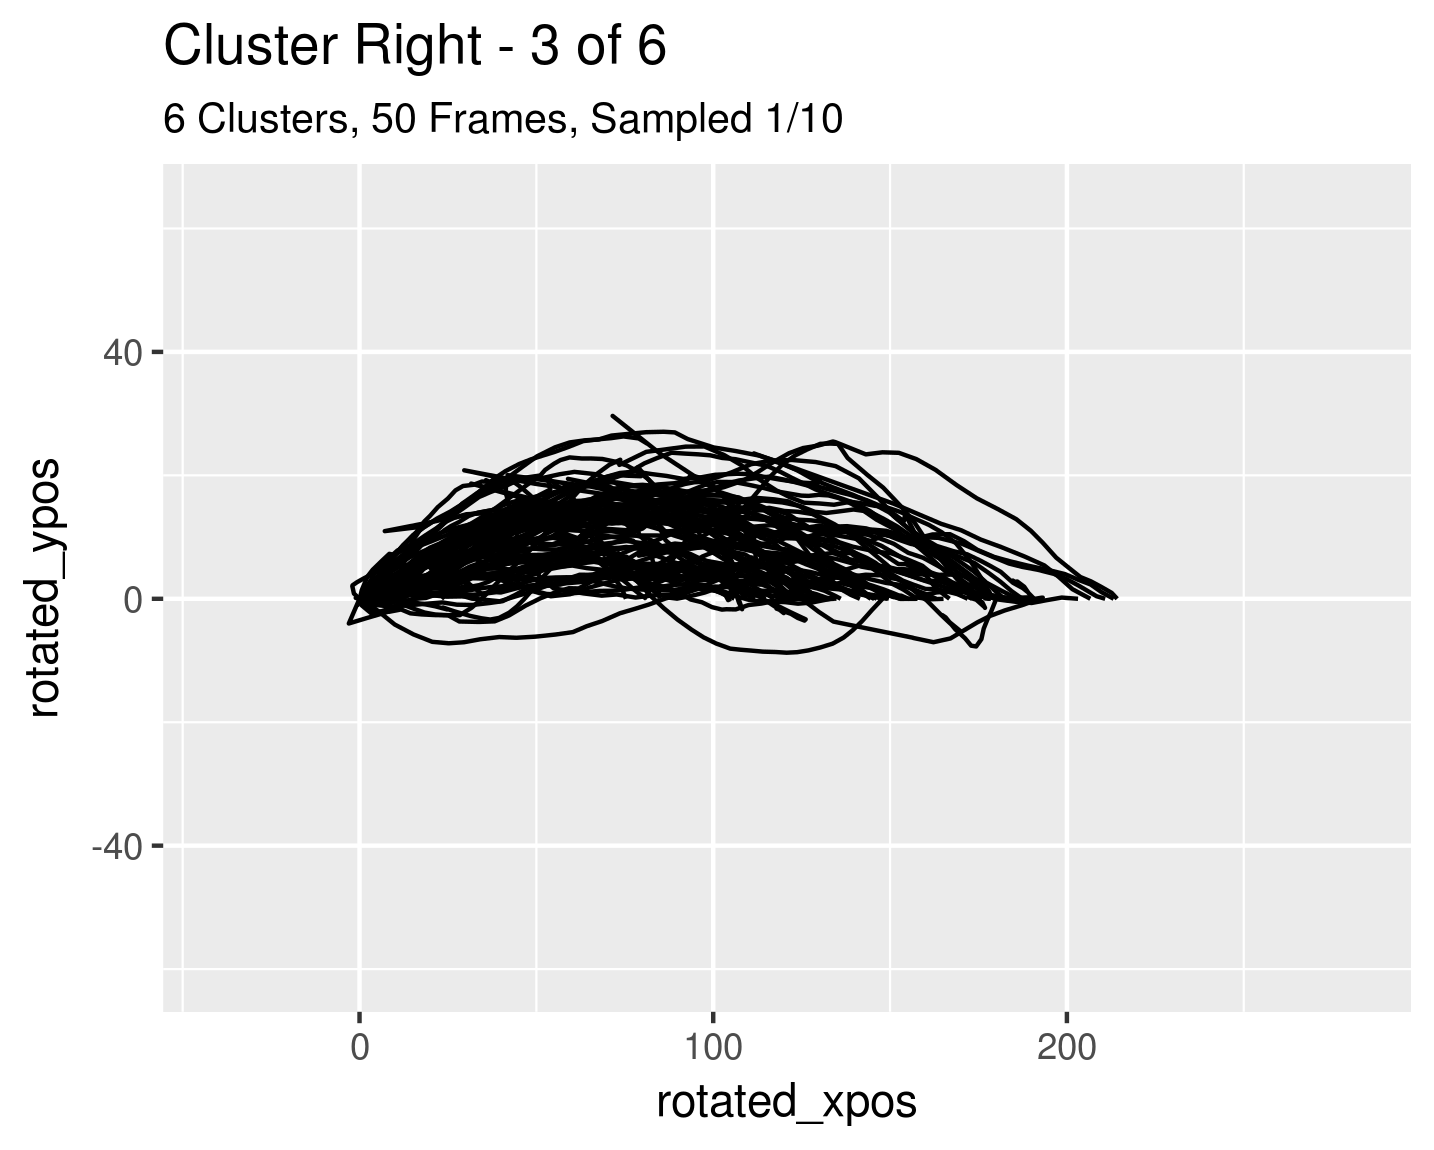 Cluster Right - 3 of 6
6 Clusters, 50 Frames, Sampled 1/10
rotated_ypos
40
0
-40
0 100 200
rotated_xpos